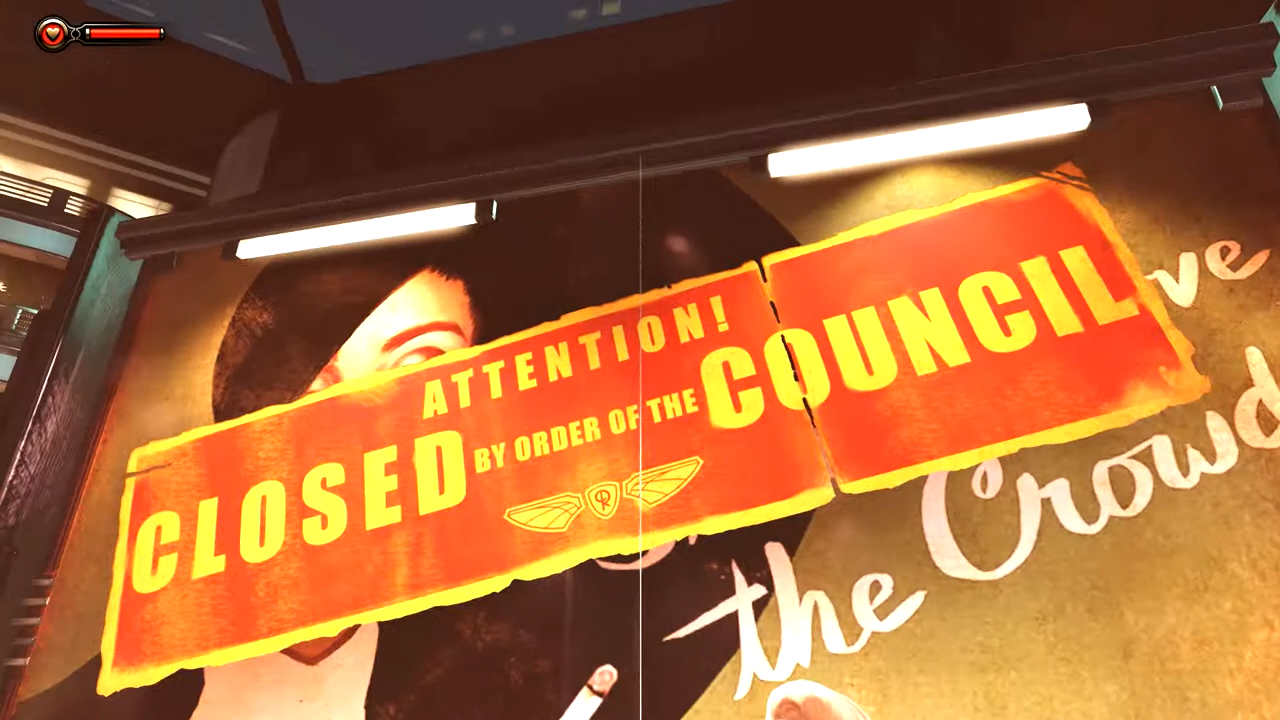 ATTENTION!
CLOSED BY ORDER OF THE COUNCIL
R
ve
the Crowd